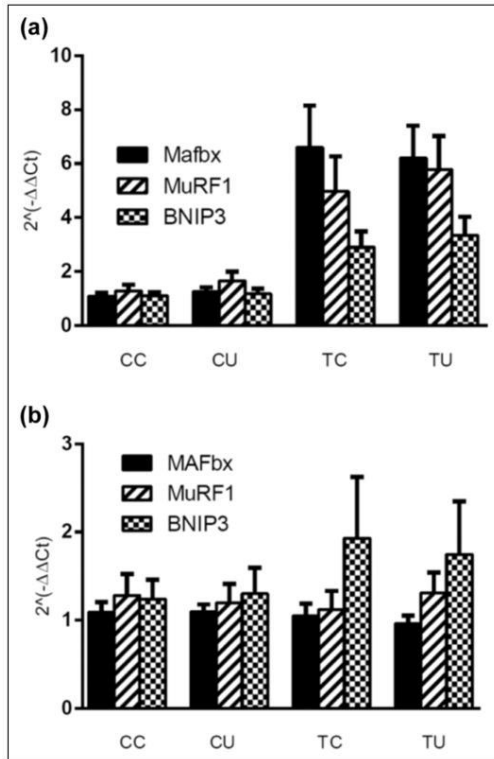 (a)
10
8
6
4
2
0
2^(-ΔΔCt)
Mafbx
MuRF1
BNIP3
CC CU TC TU
(b)
3
2
1
0
2^(-ΔΔCt)
MAFbx
MuRF1
BNIP3
CC CU TC TU